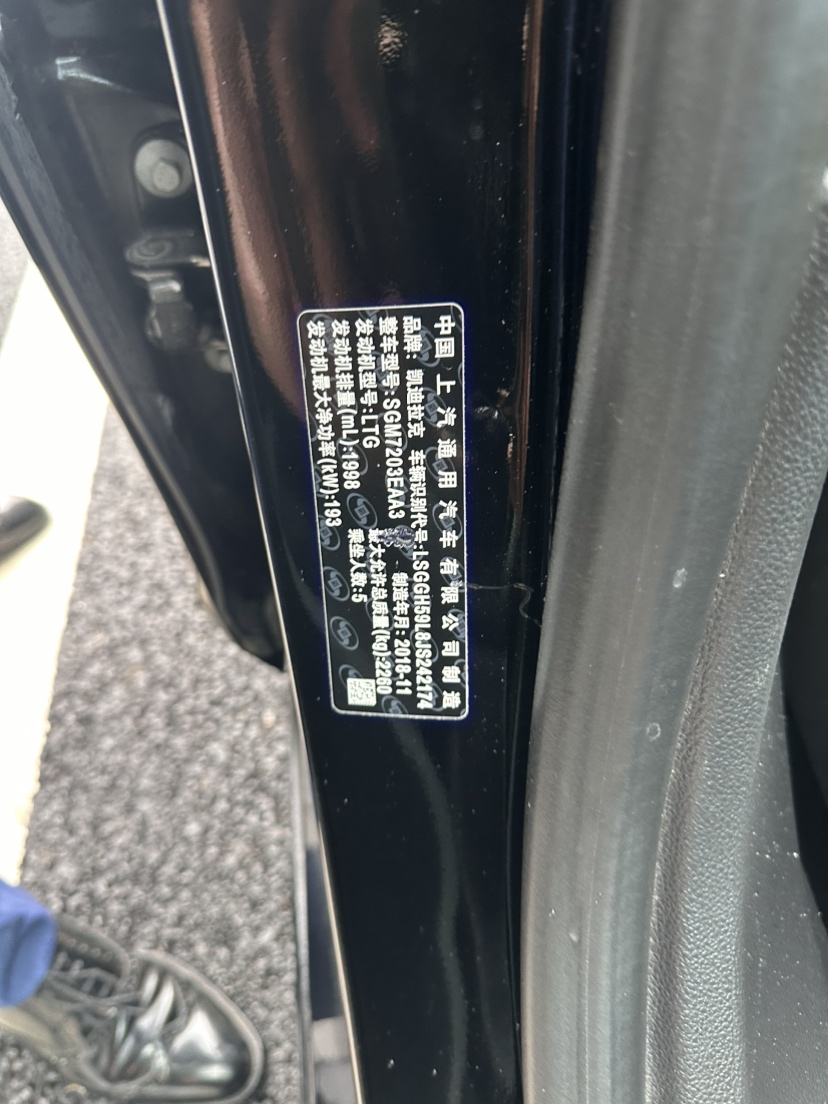 中国 上汽通用汽车有限公司制造
品牌: 凯迪拉克 车辆识别代号:LSGGH59L8JS242174
整车型号:SGM7203EAA3 制造年月: 2018-11
发动机型号:LTG 最大允许总质量(kg):2260
发动机排量(mL):1998 乘坐人数:5
发动机最大净功率(kW):193